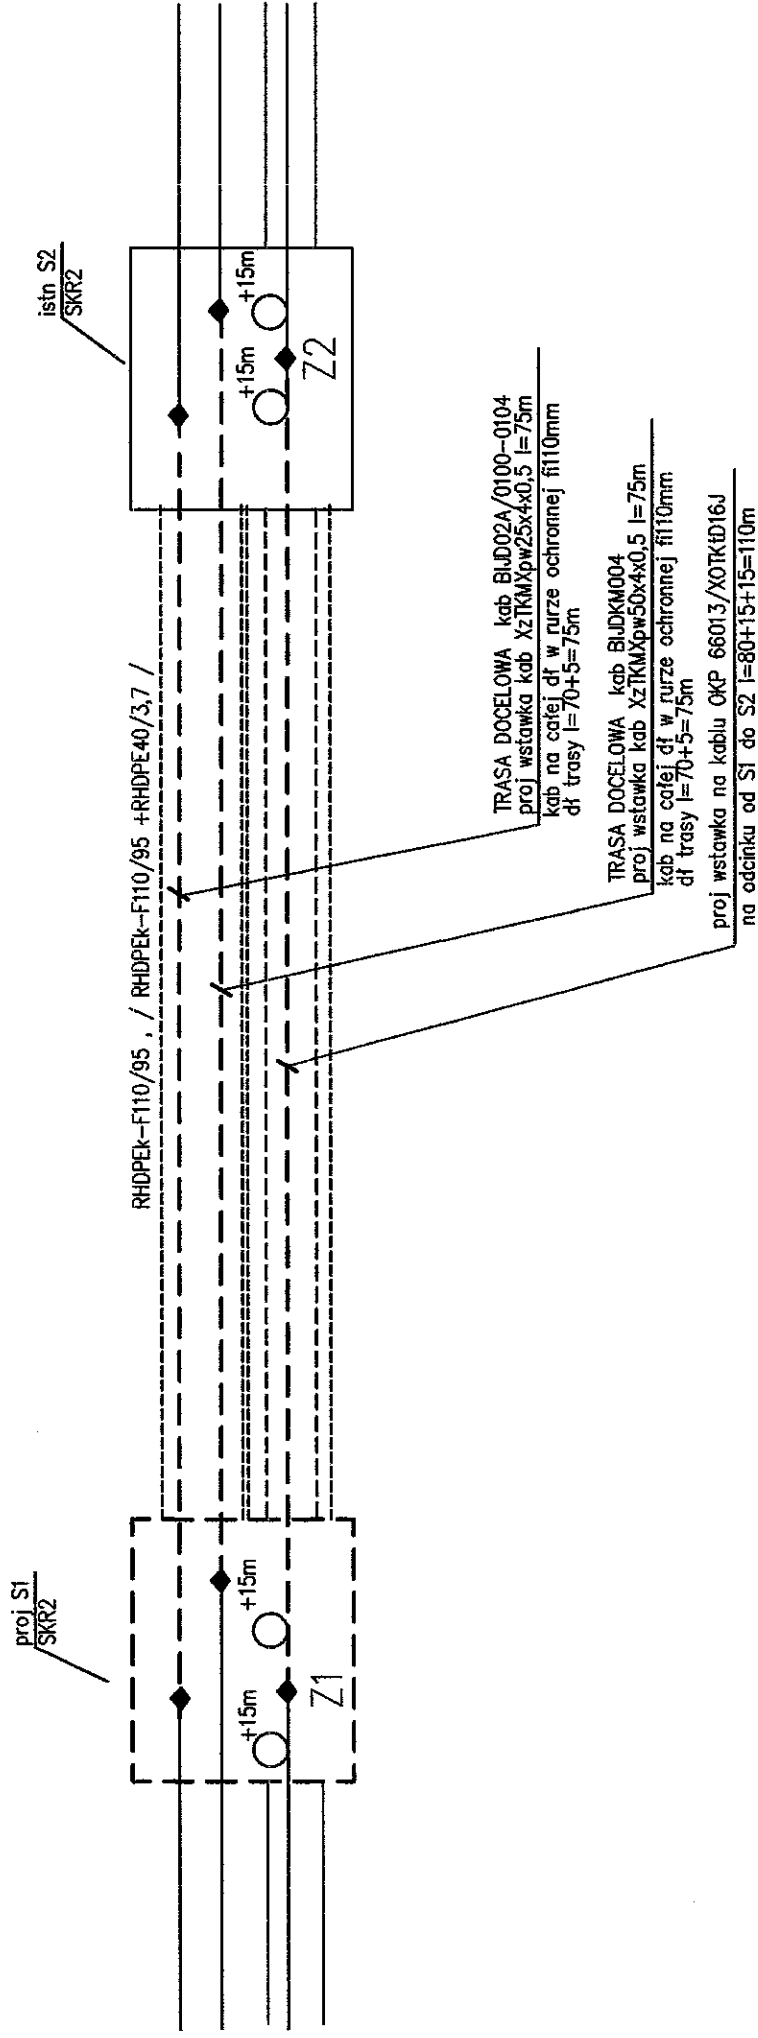 proj S1
SKR2
istn S2
SKR2
RHDPEk-F110/95 , / RHDPEk-F110/95 +RHDPE40/3,7 /
+15m
+15m
Z1
+15m
+15m
Z2
TRASA DOCELOWA kab BIJD02A/0100-0104
proj wstawka kab XzTKMXpw25x4x0,5 l=75m
kab na całej dł w rurze ochronnej fi110mm
dł trasy l=70+5=75m
TRASA DOCELOWA kab BIJDKM004
proj wstawka kab XzTKMXpw50x4x0,5 l=75m
kab na całej dł w rurze ochronnej fi110mm
dł trasy l=70+5=75m
proj wstawka na kablu OKP 66013/XOTKtD16J
na odcinku od S1 do S2 l=80+15+15=110m